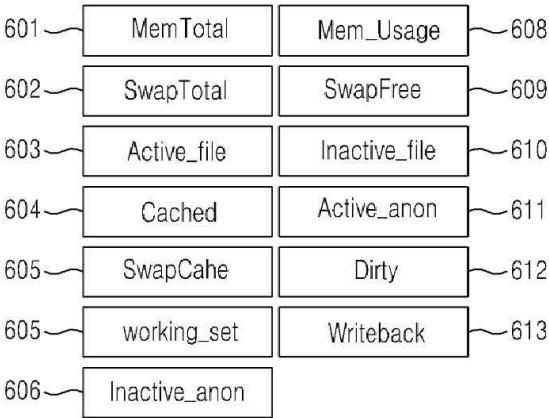 601 MemTotal Mem_Usage 608
602 SwapTotal SwapFree 609
603 Active_file Inactive_file 610
604 Cached Active_anon 611
605 SwapCahe Dirty 612
605 working_set Writeback 613
606 Inactive_anon